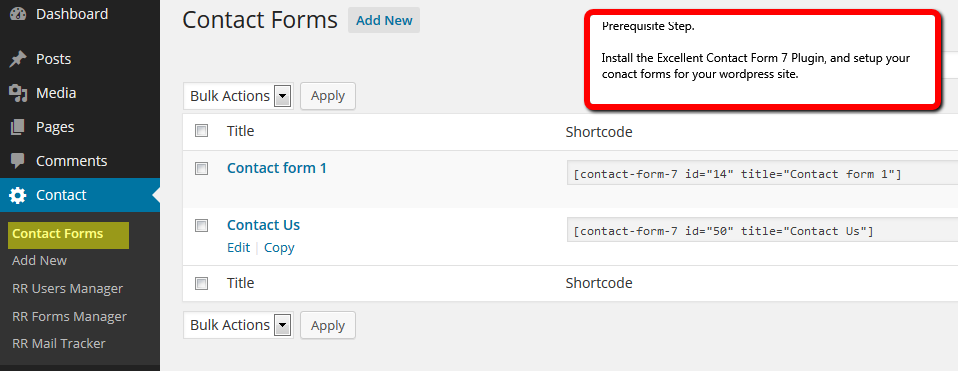 Dashboard
Posts
Media
Pages
Comments
Contact
Contact Forms
Add New
RR Users Manager
RR Forms Manager
RR Mail Tracker
Contact Forms Add New
Prerequisite Step.
Install the Excellent Contact Form 7 Plugin, and setup your
conact forms for your wordpress site.
Bulk Actions Apply
Title Shortcode
Contact form 1 [contact-form-7 id="14" title="Contact form 1"]
Contact Us [contact-form-7 id="50" title="Contact Us"]
Edit | Copy
Title Shortcode
Bulk Actions Apply